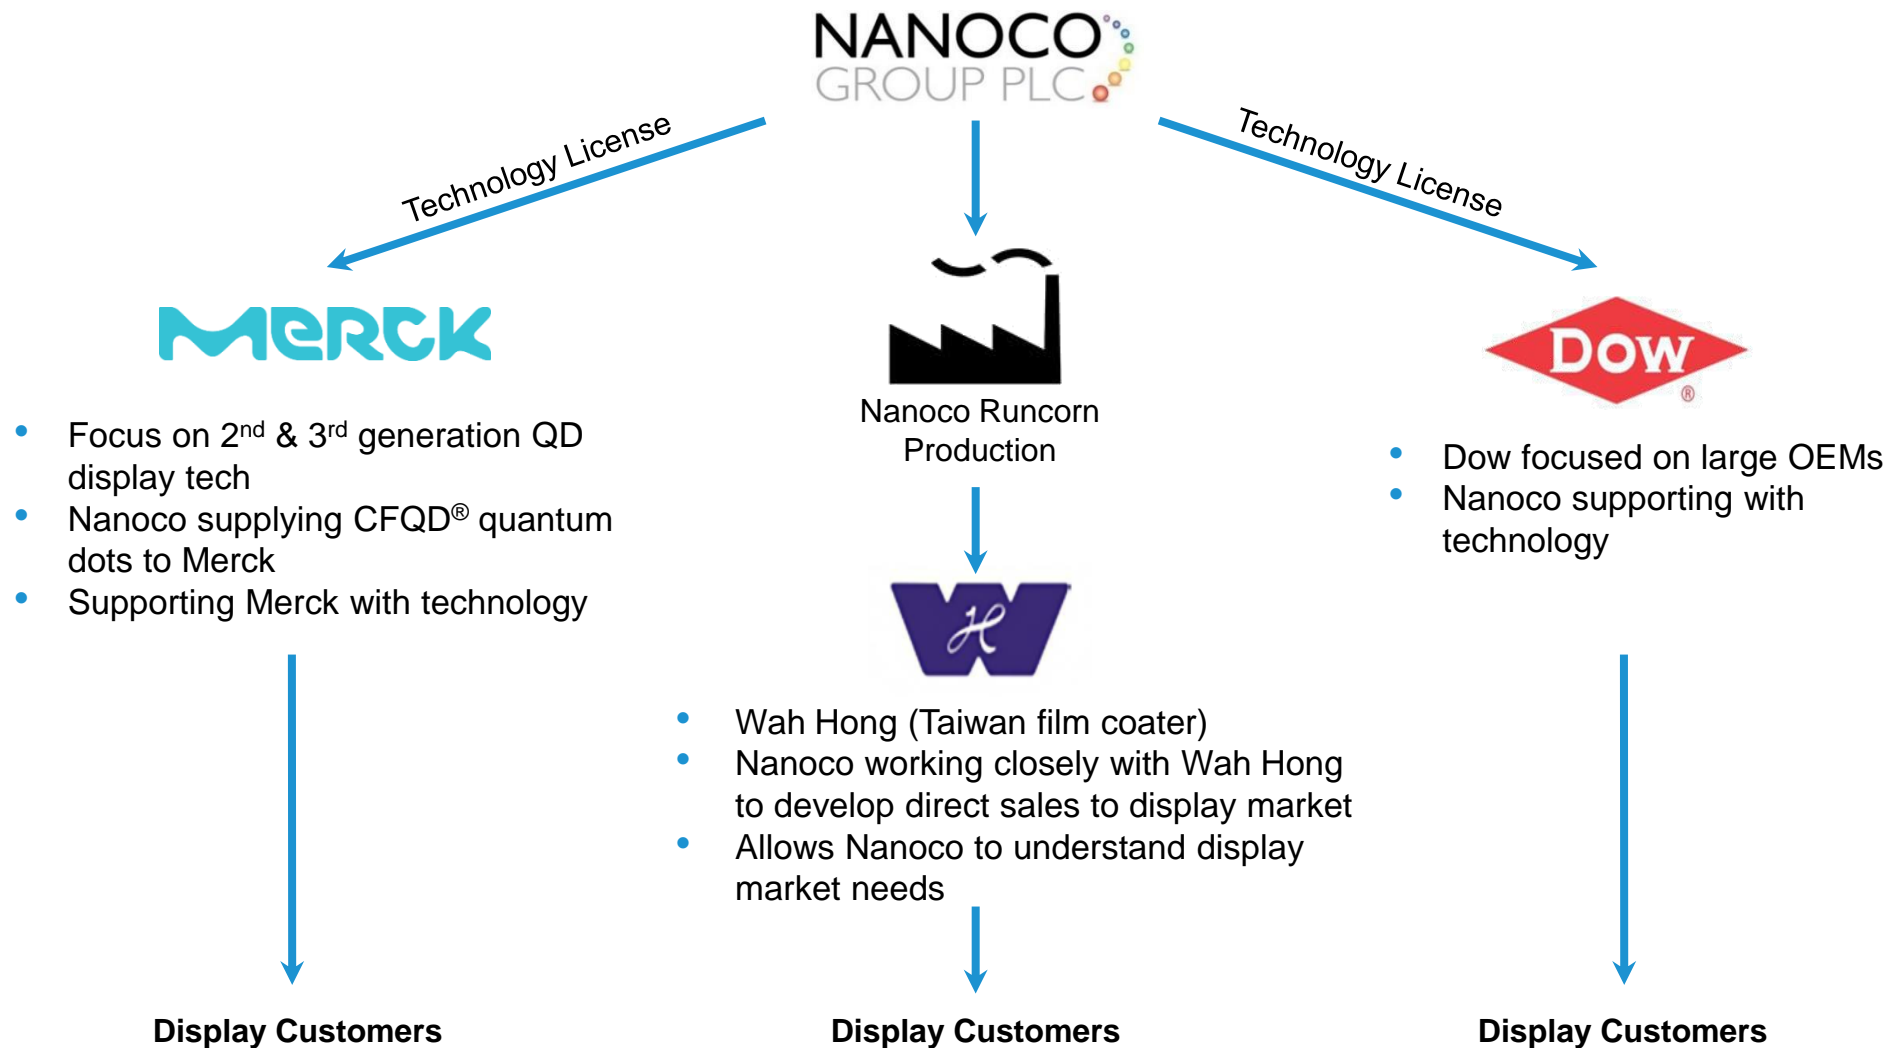 NANOCO
GROUP PLC
Technology License
Technology License
MERCK
• Focus on 2nd & 3rd generation QD
display tech
• Nanoco supplying CFQD® quantum
dots to Merck
• Supporting Merck with technology
Display Customers
Nanoco Runcorn
Production
WH
• Wah Hong (Taiwan film coater)
• Nanoco working closely with Wah Hong
to develop direct sales to display market
• Allows Nanoco to understand display
market needs
Display Customers
DOW®
• Dow focused on large OEMs
• Nanoco supporting with
technology
Display Customers